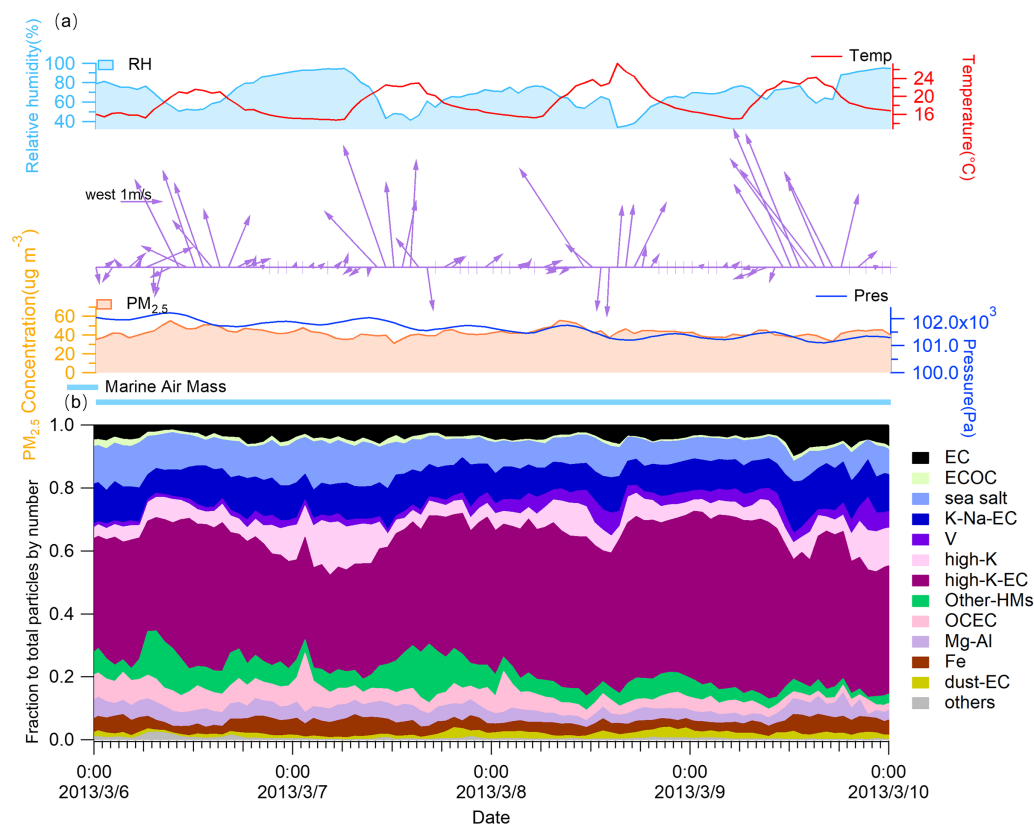 (a)
Relative humidity(%)
100
80
60
40
RH
Temp
24
20
16
Temperature(°C)
west 1m/s
PM2.5 Concentration(ug m-3)
60
40
20
0
PM2.5
Pres
102.0x10³
101.0
100.0
Pressure(Pa)
Marine Air Mass
(b)
Fraction to total particles by number
1.0
0.8
0.6
0.4
0.2
0.0
EC
ECOC
sea salt
K-Na-EC
V
high-K
high-K-EC
Other-HMs
OCEC
Mg-Al
Fe
dust-EC
others
0:00 0:00 0:00 0:00 0:00
2013/3/6 2013/3/7 2013/3/8 2013/3/9 2013/3/10
Date